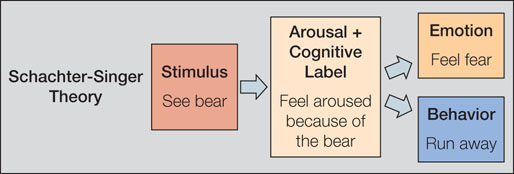 Schachter-Singer
Theory
Stimulus
See bear
Arousal +
Cognitive
Label
Feel aroused
because of
the bear
Emotion
Feel fear
Behavior
Run away